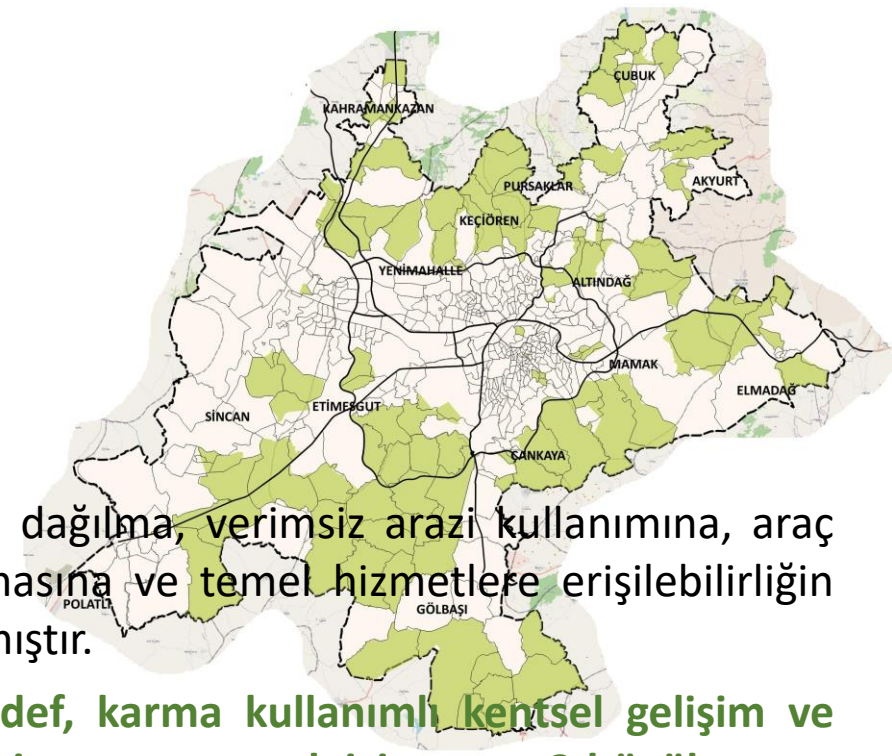 ÇUBUK
KAHRAMANKAZAN
PURSAKLAR
AKYURT
KEÇİÖREN
YENİMAHALLE
ALTINDAĞ
MAMAK
ELMADAĞ
ETİMESGUT
SİNCAN
ÇANKAYA
dağılma, verimsiz arazi kullanımına, araç
masına ve temel hizmetlere erişilebilirliğin
POLATLI
GÖLBAŞI
mıştır.
def, karma kullanımlı kentsel gelişim ve